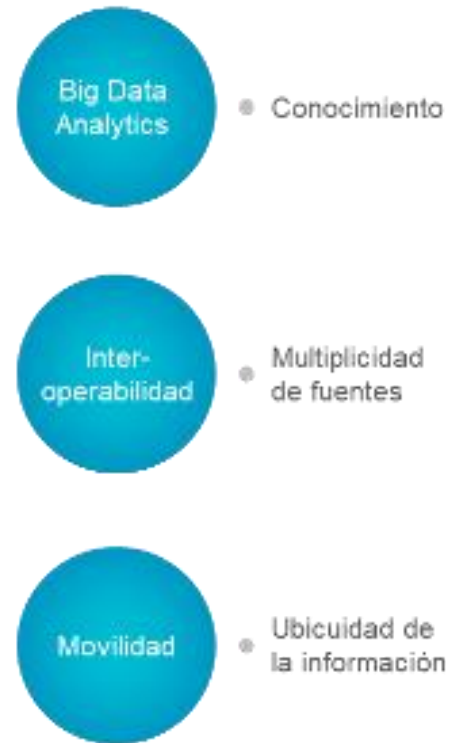 Big Data
Analytics
Conocimiento
Inter-
operabilidad
Multiplicidad
de fuentes
Movilidad
Ubicuidad de
la información